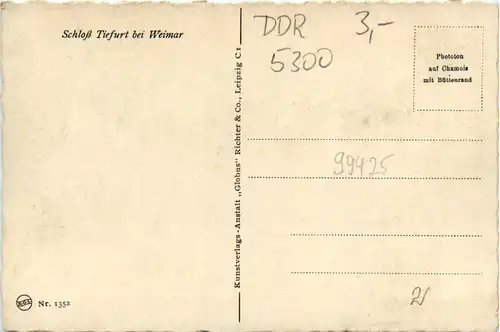 Schloß Tiefurt bei Weimar
DDR 3,-
5300
Phototon
auf Chamois
mit Büttenrand
Kunstverlags-Anstalt „Globus" Richter & Co., Leipzig C 1
99425
Nr. 1352